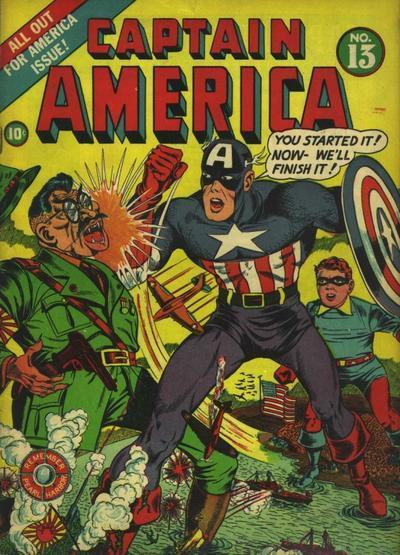 ALL OUT
FOR AMERICA
ISSUE!
CAPTAIN
AMERICA
NO.
13
10¢
YOU STARTED IT!
NOW- WE'LL
FINISH IT!
A
REMEMBER
PEARL HARBOR